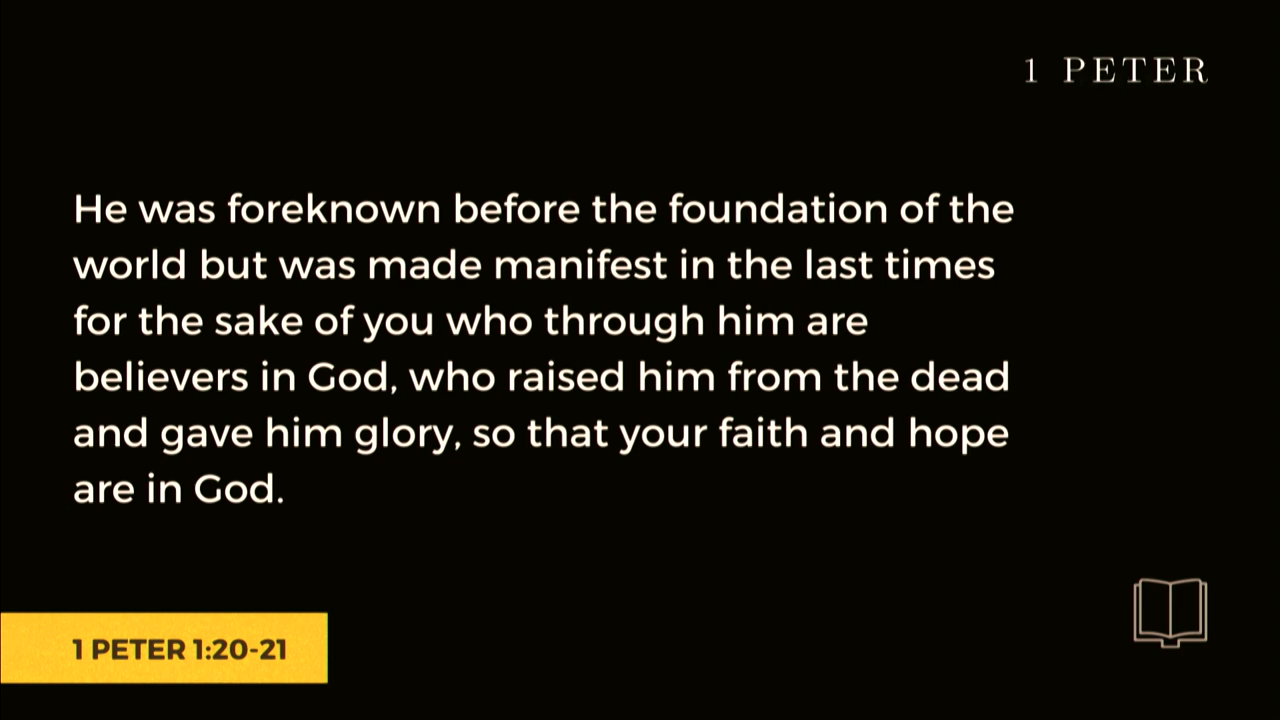 1 PETER
He was foreknown before the foundation of the
world but was made manifest in the last times
for the sake of you who through him are
believers in God, who raised him from the dead
and gave him glory, so that your faith and hope
are in God.
1 PETER 1:20-21